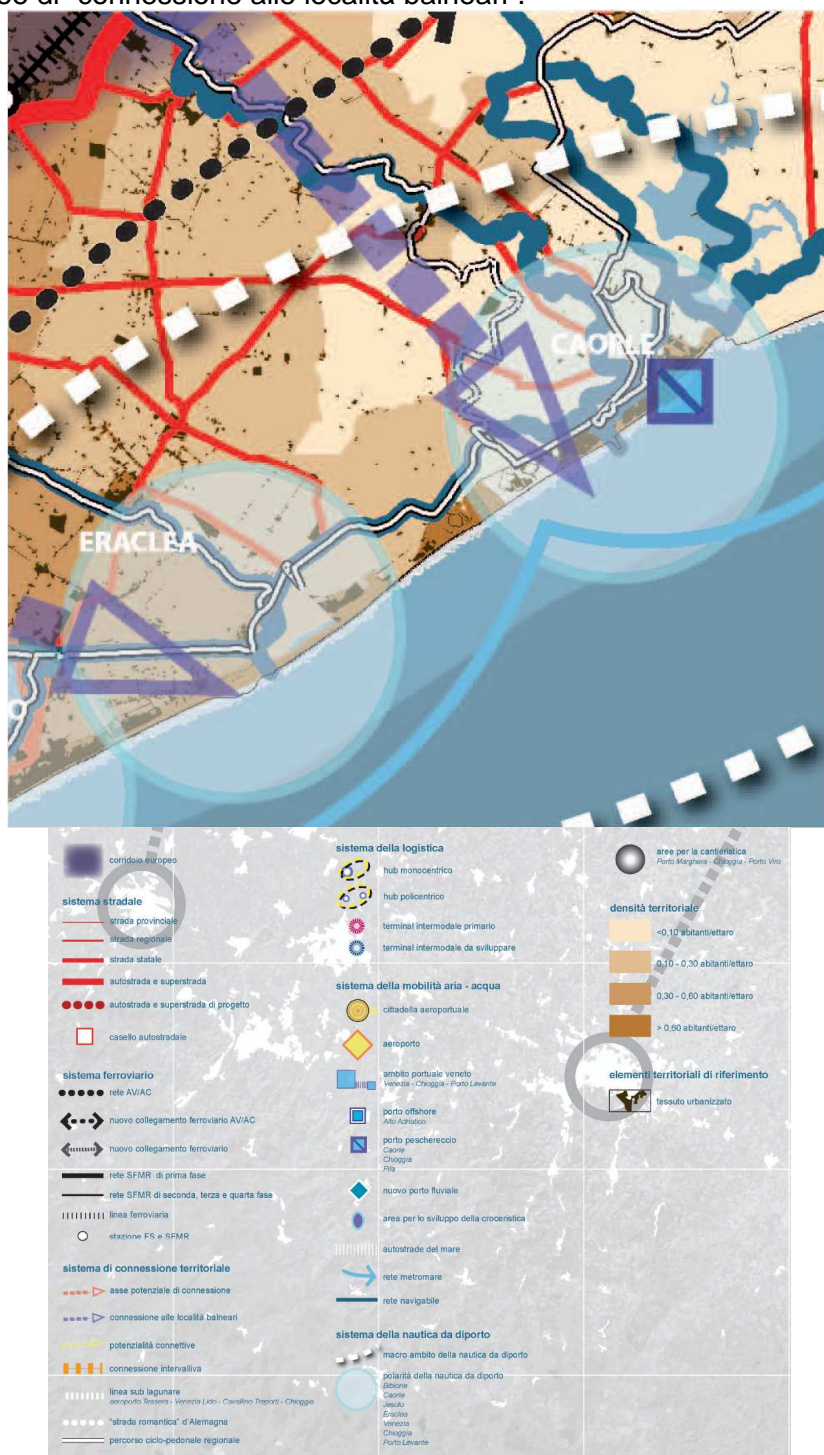 connessione alle località balneari".
CAORLE
ERACLEA
corridoio europeo
sistema stradale
strada provinciale
strada regionale
strada statale
autostrada e superstrada
autostrada e superstrada di progetto
casello autostradale
sistema ferroviario
rete AV/AC
nuovo collegamento ferroviario AV/AC
nuovo collegamento ferroviario
rete SFMR di prima fase
rete SFMR di seconda, terza e quarta fase
linea ferroviaria
stazione FS e SFMR
sistema di connessione territoriale
asse potenziale di connessione
connessione alle località balneari
potenzialità connettive
connessione intervalliva
linea sub lagunare
aeroporto Tessera - Venezia Lido - Cavallino Treporti - Chioggia
"strada romantica" d'Alemagna
percorso ciclo-pedonale regionale
sistema della logistica
hub monocentrico
hub policentrico
terminal intermodale primario
terminal intermodale da sviluppare
sistema della mobilità aria - acqua
cittadella aeroportuale
aeroporto
ambito portuale veneto
Venezia - Chioggia - Porto Levante
porto offshore
Alto Adriatico
porto peschereccio
Caorle
Chioggia
Pila
nuovo porto fluviale
area per lo sviluppo della croceristica
autostrade del mare
rete metromare
rete navigabile
sistema della nautica da diporto
macro ambito della nautica da diporto
polarità della nautica da diporto
Bibione
Caorle
Jesolo
Eraclea
Venezia
Chioggia
Porto Levante
aree per la cantieristica
Porto Marghera - Chioggia - Porto Viro
densità territoriale
<0,10 abitanti/ettaro
0,10 - 0,30 abitanti/ettaro
0,30 - 0,60 abitanti/ettaro
> 0,60 abitanti/ettaro
elementi territoriali di riferimento
tessuto urbanizzato